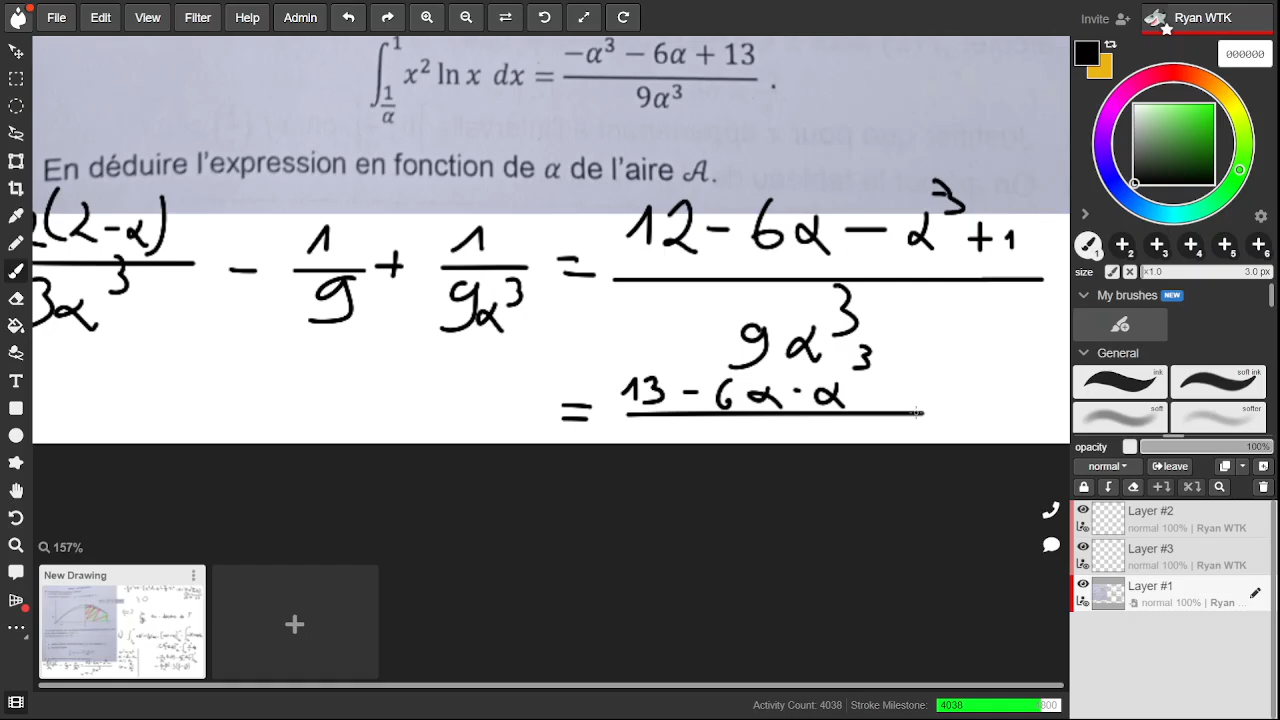 File Edit View Filter Help Admin Invite Ryan WTK
000000
∫_{1/α}^{1} x² ln x dx = (−α³ − 6α + 13)/(9α³) .
En déduire l'expression en fonction de α de l'aire 𝒜.
(2-α)/3α³ - 1/9 + 1/9α³ = (12 - 6α - α³ + 1)/9α³
= 13 - 6α - α³
size x1.0 3.0 px
My brushes NEW
General
ink soft ink
soft softer
opacity 100%
normal leave
Layer #2
normal 100% | Ryan WTK
Layer #3
normal 100% | Ryan WTK
Layer #1
normal 100% | Ryan ...
157%
New Drawing
Activity Count: 4038 Stroke Milestone: 4038